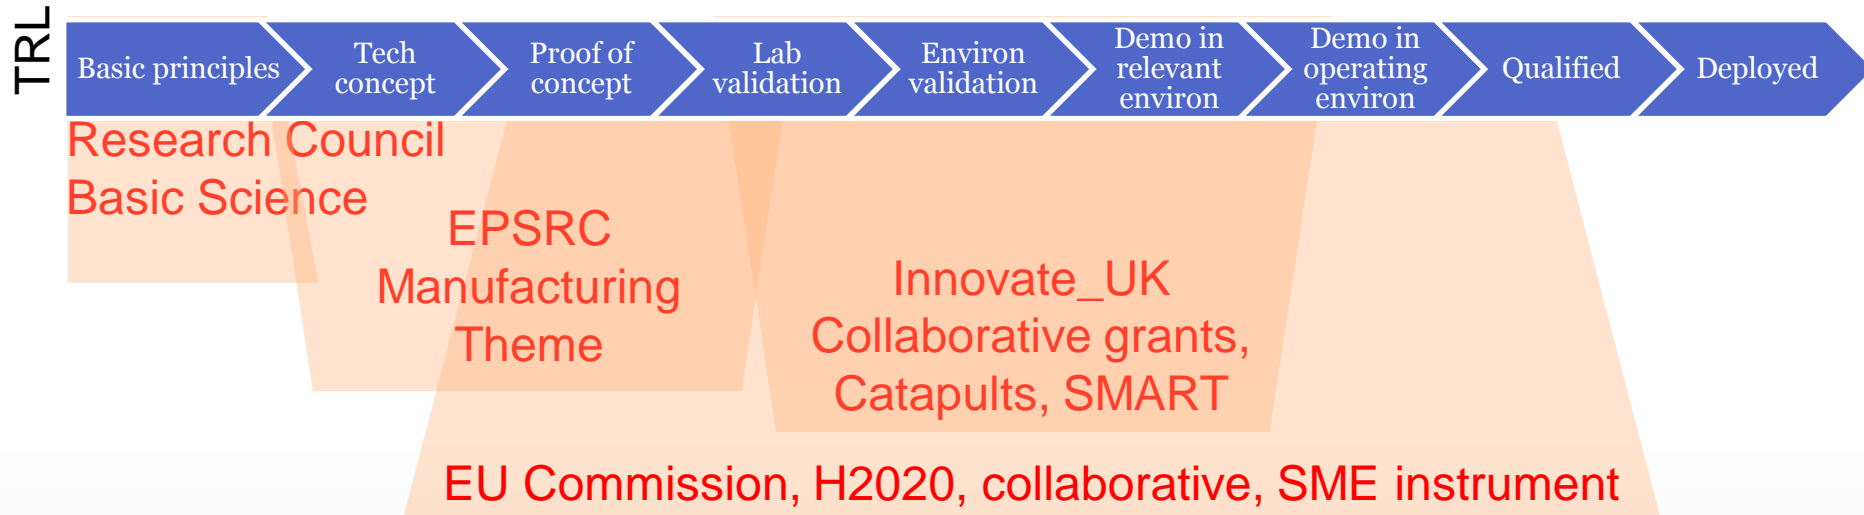 TRL
Basic principles
Tech
concept
Proof of
concept
Lab
validation
Environ
validation
Demo in
relevant
environ
Demo in
operating
environ
Qualified
Deployed
Research Council
Basic Science
EPSRC
Manufacturing
Theme
Innovate_UK
Collaborative grants,
Catapults, SMART
EU Commission, H2020, collaborative, SME instrument